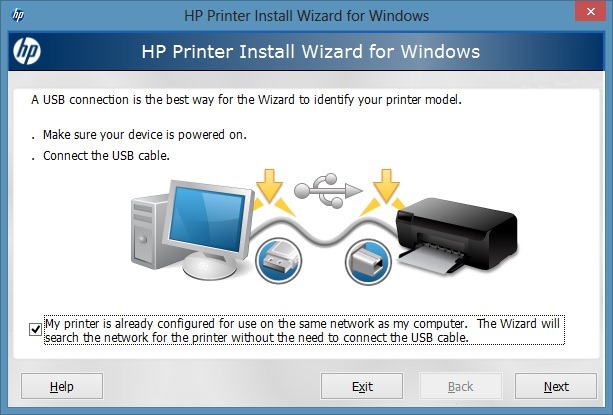 hp HP Printer Install Wizard for Windows x
hp HP Printer Install Wizard for Windows
A USB connection is the best way for the Wizard to identify your printer model.
. Make sure your device is powered on.
. Connect the USB cable.
My printer is already configured for use on the same network as my computer. The Wizard will
search the network for the printer without the need to connect the USB cable.
Help Exit Back Next